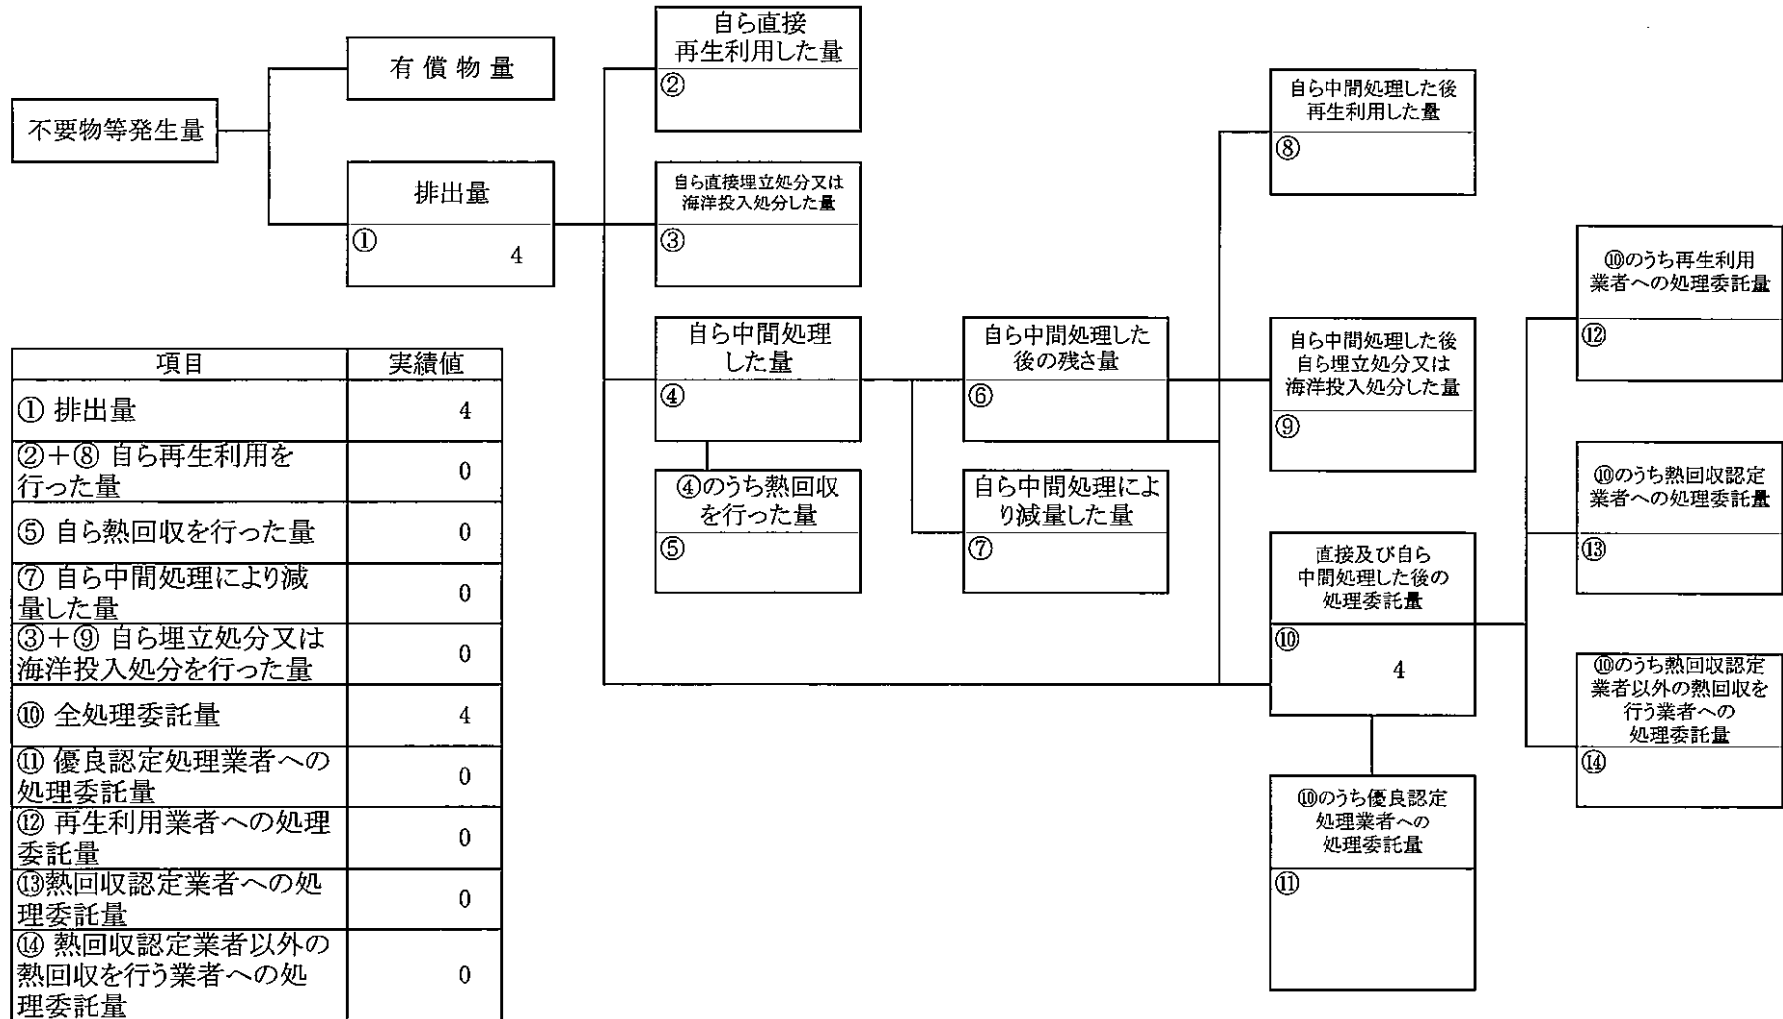 不要物等発生量
有償物量
排出量
①
4
自ら直接
再生利用した量
②
自ら直接埋立処分又は
海洋投入処分した量
③
自ら中間処理
した量
④
④のうち熱回収
を行った量
⑤
自ら中間処理した
後の残さ量
⑥
自ら中間処理によ
り減量した量
⑦
自ら中間処理した後
再生利用した量
⑧
自ら中間処理した後
自ら埋立処分又は
海洋投入処分した量
⑨
直接及び自ら
中間処理した後の
処理委託量
⑩
4
⑩のうち優良認定
処理業者への
処理委託量
⑪
⑩のうち再生利用
業者への処理委託量
⑫
⑩のうち熱回収認定
業者への処理委託量
⑬
⑩のうち熱回収認定
業者以外の熱回収を
行う業者への
処理委託量
⑭
項目 実績値
① 排出量 4
②＋⑧ 自ら再生利用を
行った量 0
⑤ 自ら熱回収を行った量 0
⑦ 自ら中間処理により減
量した量 0
③＋⑨ 自ら埋立処分又は
海洋投入処分を行った量 0
⑩ 全処理委託量 4
⑪ 優良認定処理業者への
処理委託量 0
⑫ 再生利用業者への処理
委託量 0
⑬熱回収認定業者への処
理委託量 0
⑭ 熱回収認定業者以外の
熱回収を行う業者への処
理委託量 0